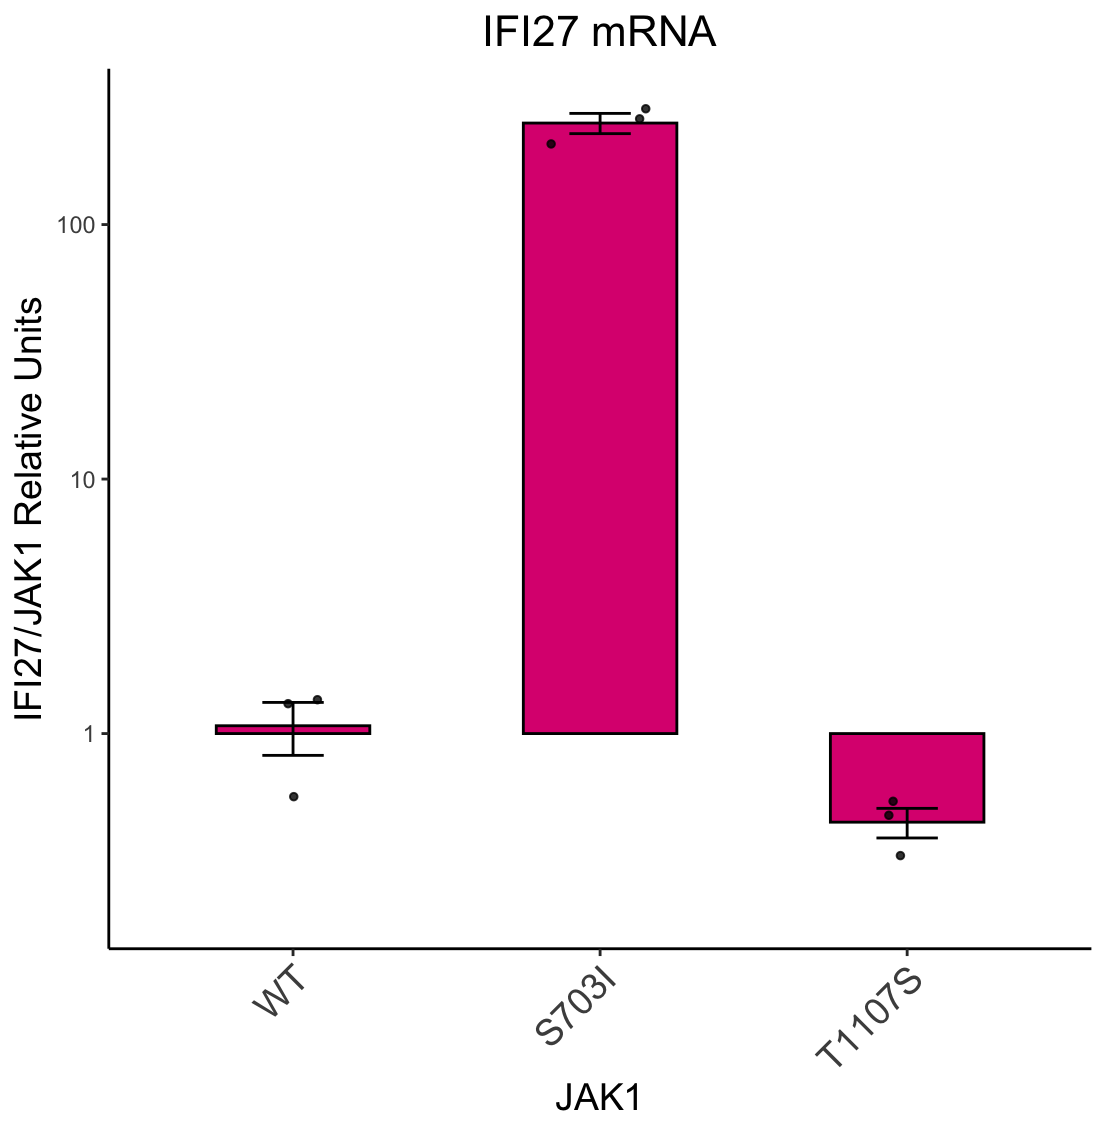 IFI27 mRNA
IFI27/JAK1 Relative Units
100
10
1
WT
S703I
T1107S
JAK1